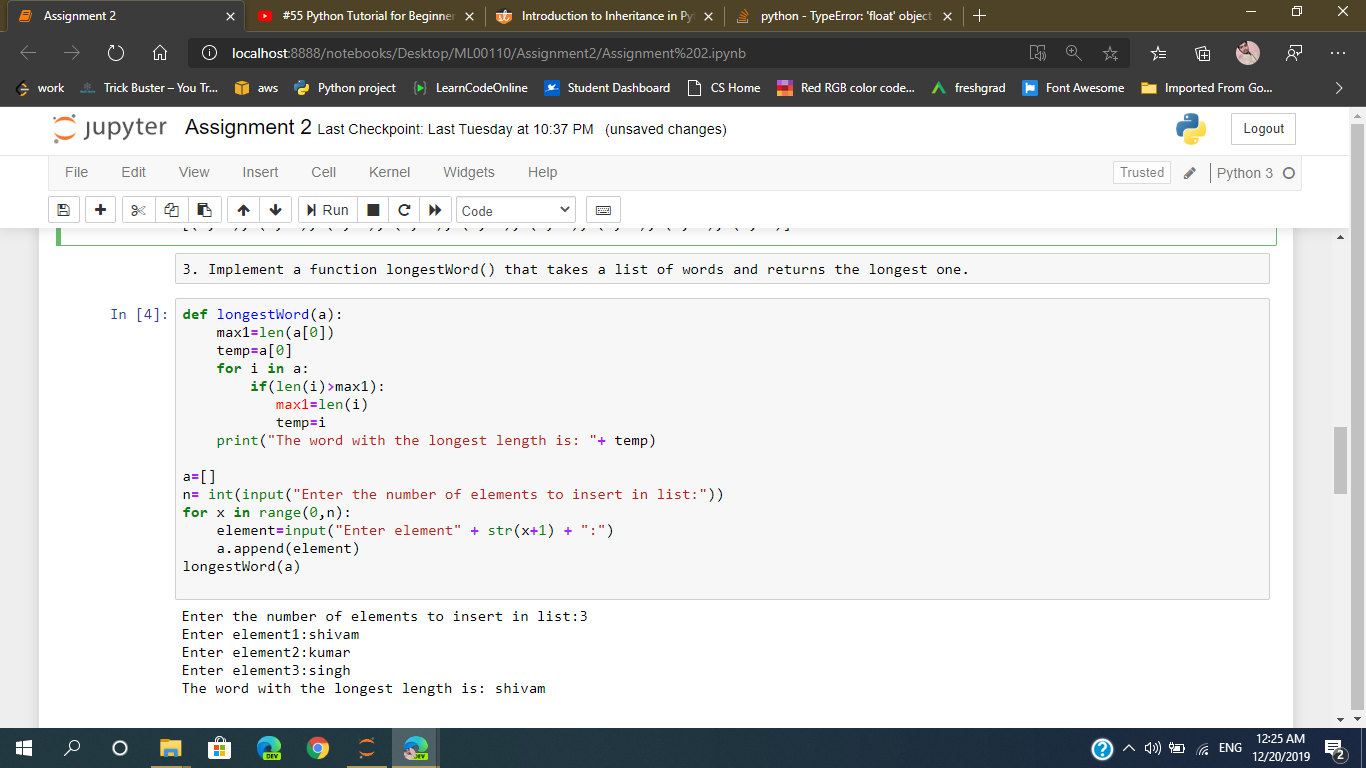 Assignment 2
#55 Python Tutorial for Beginner
Introduction to Inheritance in Py
python - TypeError: 'float' object
localhost:8888/notebooks/Desktop/ML00110/Assignment2/Assignment%202.ipynb
work Trick Buster – You Tr... aws Python project LearnCodeOnline Student Dashboard CS Home Red RGB color code... freshgrad Font Awesome Imported From Go...
jupyter Assignment 2 Last Checkpoint: Last Tuesday at 10:37 PM (unsaved changes)
Logout
File Edit View Insert Cell Kernel Widgets Help
Trusted Python 3
Run Code
3. Implement a function longestWord() that takes a list of words and returns the longest one.
In [4]:
def longestWord(a):
    max1=len(a[0])
    temp=a[0]
    for i in a:
        if(len(i)>max1):
           max1=len(i)
           temp=i
    print("The word with the longest length is: "+ temp)
a=[]
n= int(input("Enter the number of elements to insert in list:"))
for x in range(0,n):
    element=input("Enter element" + str(x+1) + ":")
    a.append(element)
longestWord(a)
Enter the number of elements to insert in list:3
Enter element1:shivam
Enter element2:kumar
Enter element3:singh
The word with the longest length is: shivam
DEV
DEV
ENG
12:25 AM
12/20/2019
2